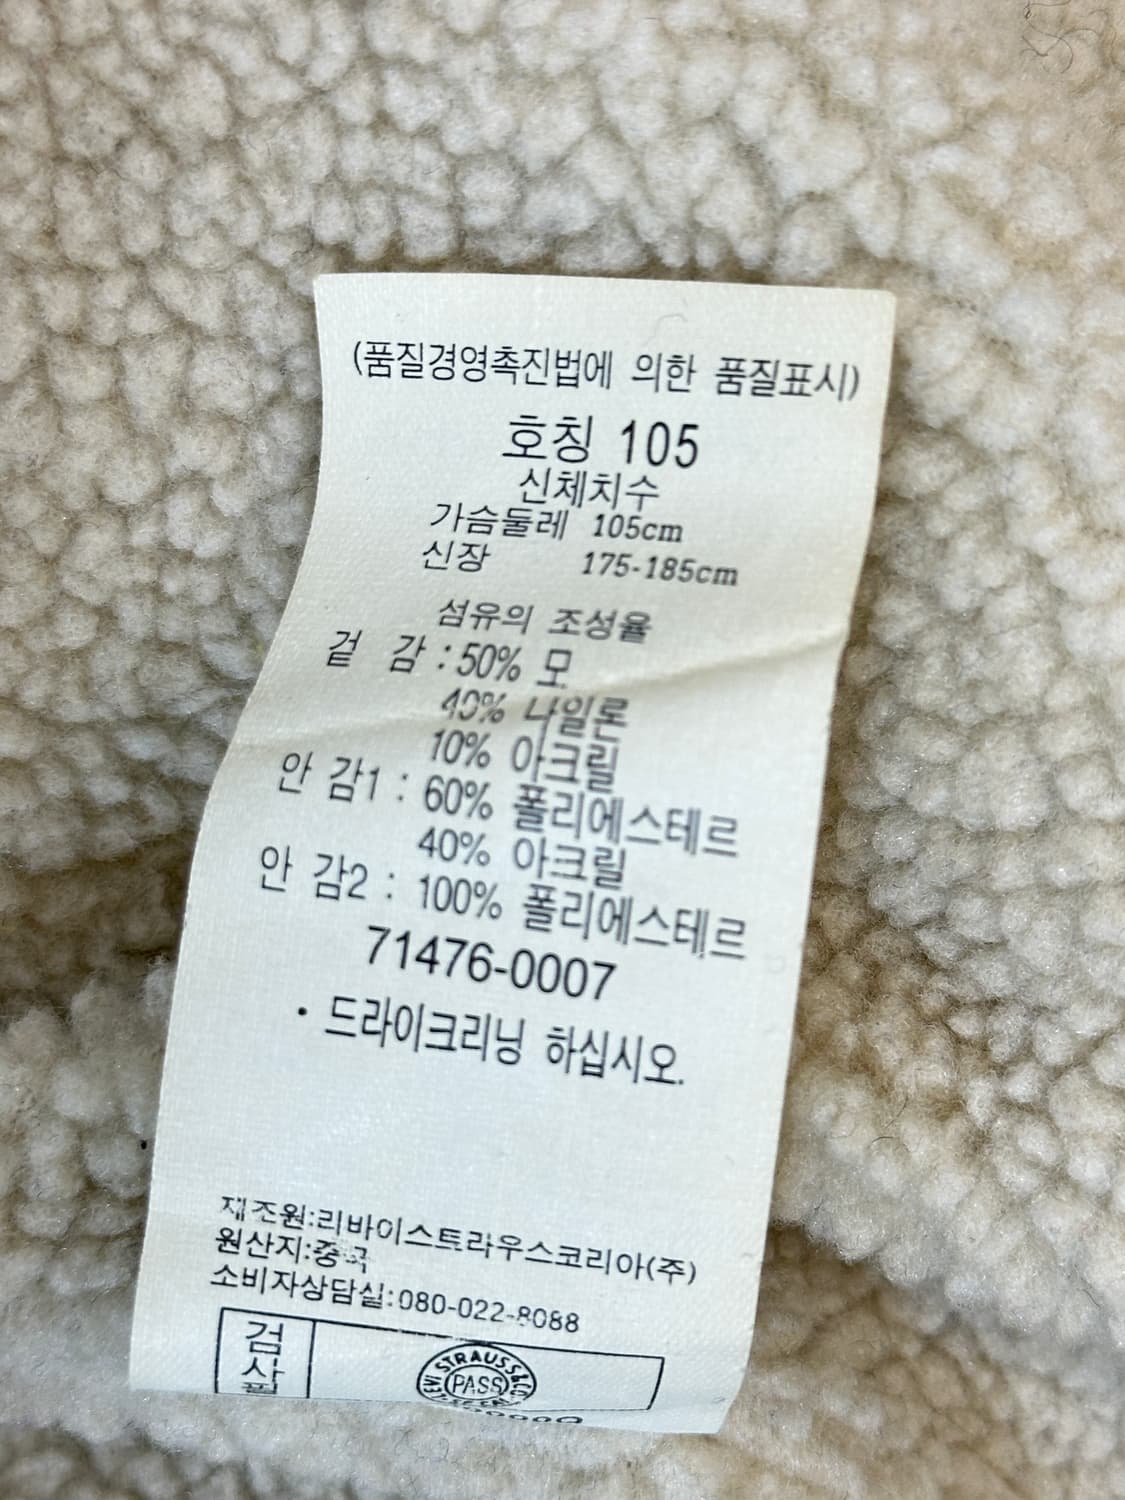 (품질경영촉진법에 의한 품질표시)
호칭 105
신체치수
가슴둘레 105cm
신장 175-185cm
섬유의 조성율
겉 감 : 50% 모
40% 나일론
10% 아크릴
안 감1 : 60% 폴리에스테르
40% 아크릴
안 감2 : 100% 폴리에스테르
71476-0007
· 드라이크리닝 하십시오.
제조원:리바이스트라우스코리아(주)
원산지:중국
소비자상담실:080-022-8088
검사필
LEVI STRAUSS & CO.
PASS